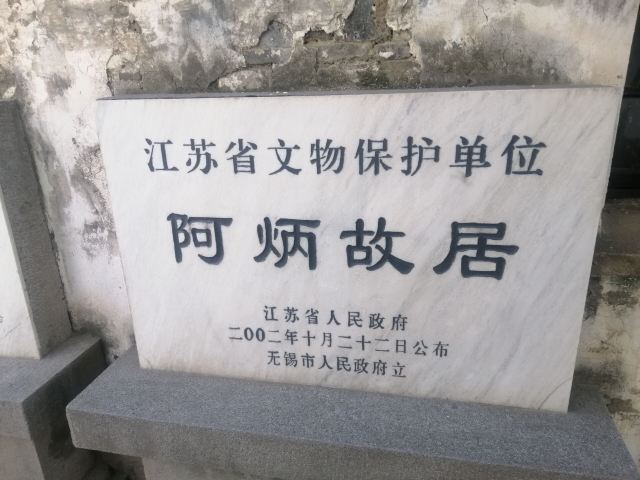 江苏省文物保护单位
阿炳故居
江苏省人民政府
二00二年十月二十二日公布
无锡市人民政府立